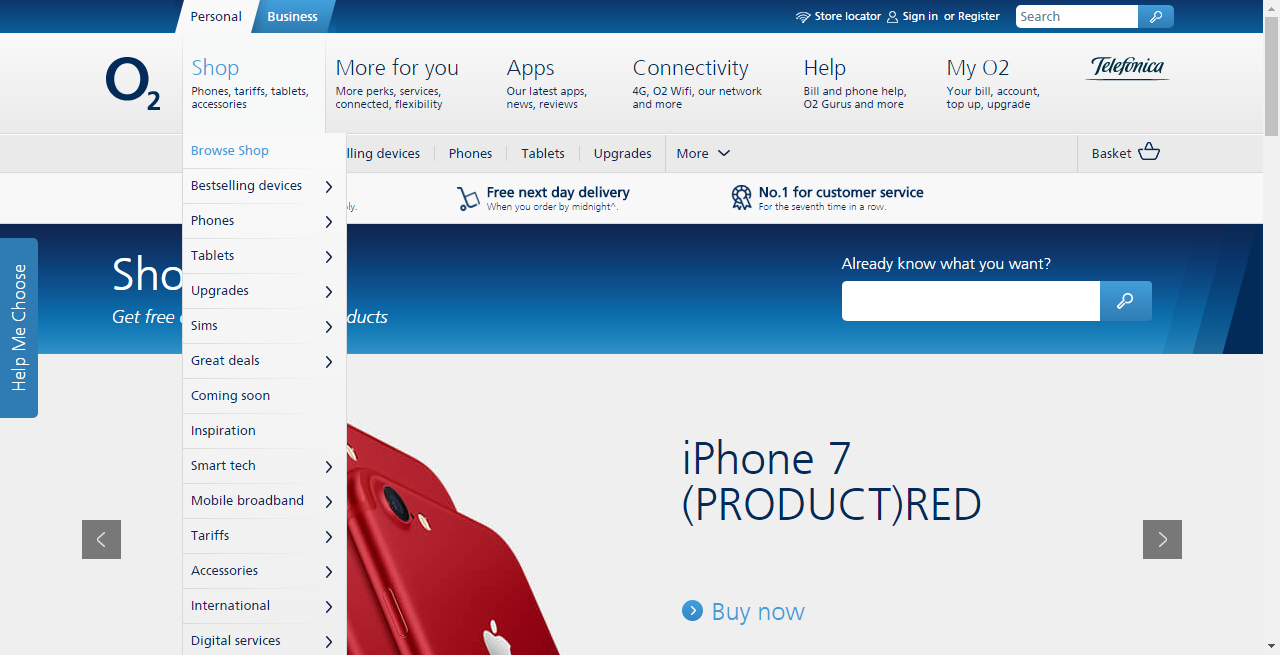 Personal
Business
Store locator
Sign in or Register
Search
O2
Shop
Phones, tariffs, tablets,
accessories
More for you
More perks, services,
connected, flexibility
Apps
Our latest apps,
news, reviews
Connectivity
4G, O2 Wifi, our network
and more
Help
Bill and phone help,
O2 Gurus and more
My O2
Your bill, account,
top up, upgrade
Telefónica
Browse Shop
Bestselling devices
Phones
Tablets
Upgrades
Sims
Great deals
Coming soon
Inspiration
Smart tech
Mobile broadband
Tariffs
Accessories
International
Digital services
lling devices
Phones
Tablets
Upgrades
More
Basket
ly.
Free next day delivery
When you order by midnight^.
No.1 for customer service
For the seventh time in a row.
Help Me Choose
Sho
Get free
ducts
Already know what you want?
iPhone 7
(PRODUCT)RED
Buy now